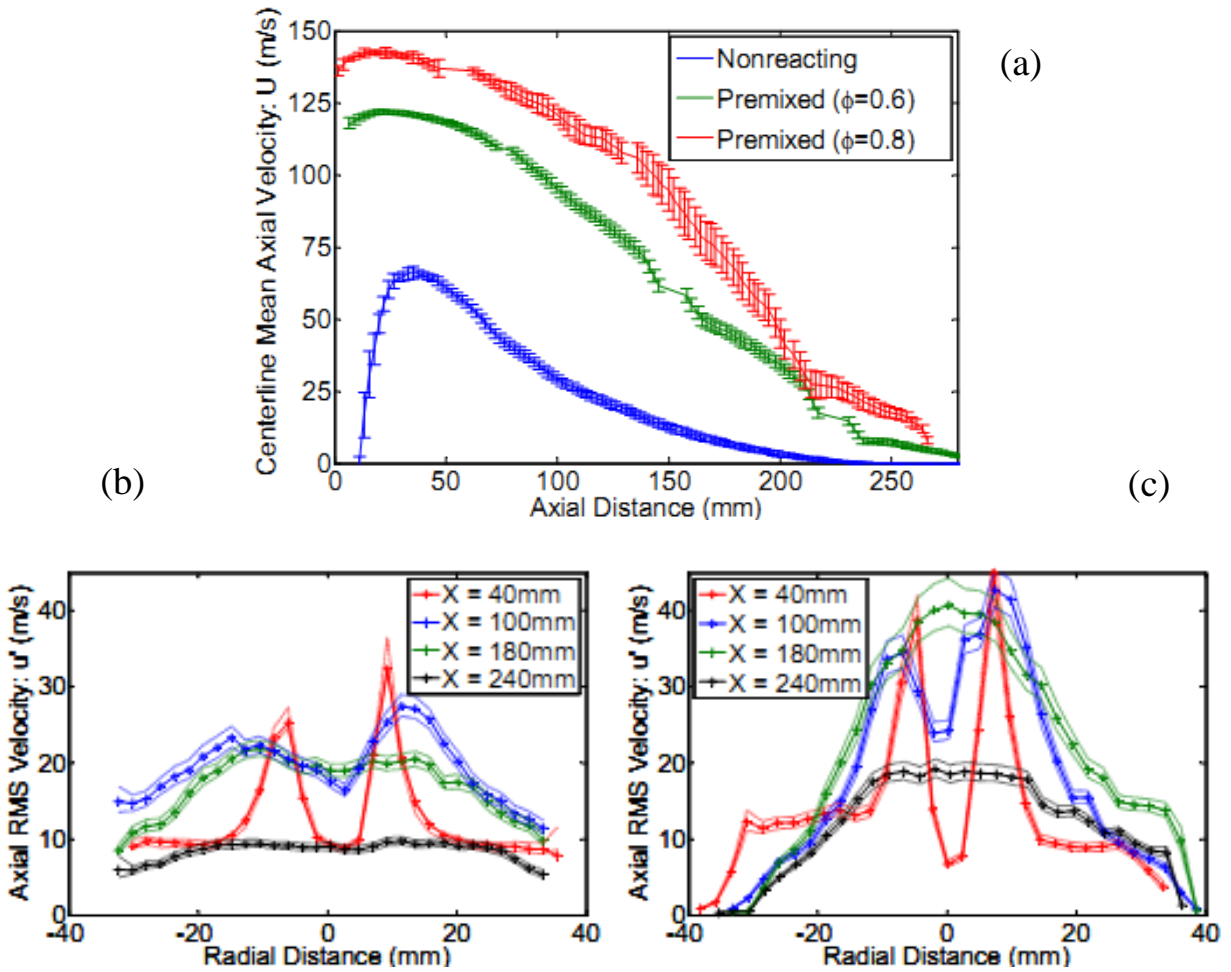 (a)
150
125
100
75
50
25
0
Centerline Mean Axial Velocity: U (m/s)
Nonreacting
Premixed (ϕ=0.6)
Premixed (ϕ=0.8)
0 50 100 150 200 250
Axial Distance (mm)
(b)
(c)
40
30
20
10
0
Axial RMS Velocity: u' (m/s)
X = 40mm
X = 100mm
X = 180mm
X = 240mm
-40 -20 0 20 40
Radial Distance (mm)
40
30
20
10
0
Axial RMS Velocity: u' (m/s)
X = 40mm
X = 100mm
X = 180mm
X = 240mm
-40 -20 0 20 40
Radial Distance (mm)